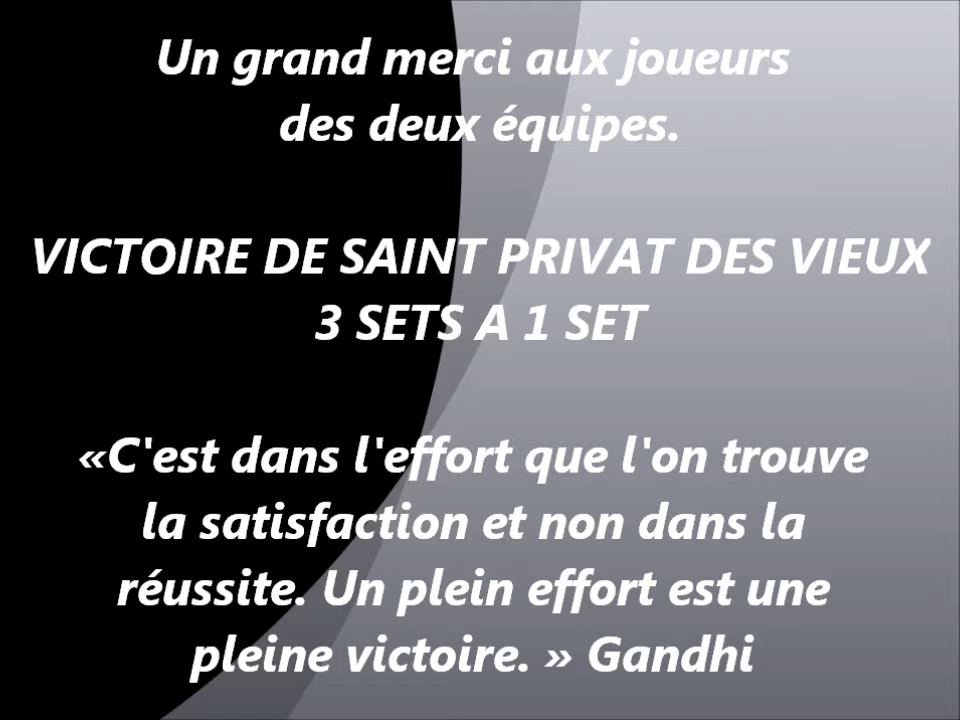 Un grand merci aux joueurs
des deux équipes.
VICTOIRE DE SAINT PRIVAT DES VIEUX
3 SETS A 1 SET
«C'est dans l'effort que l'on trouve
la satisfaction et non dans la
réussite. Un plein effort est une
pleine victoire. » Gandhi